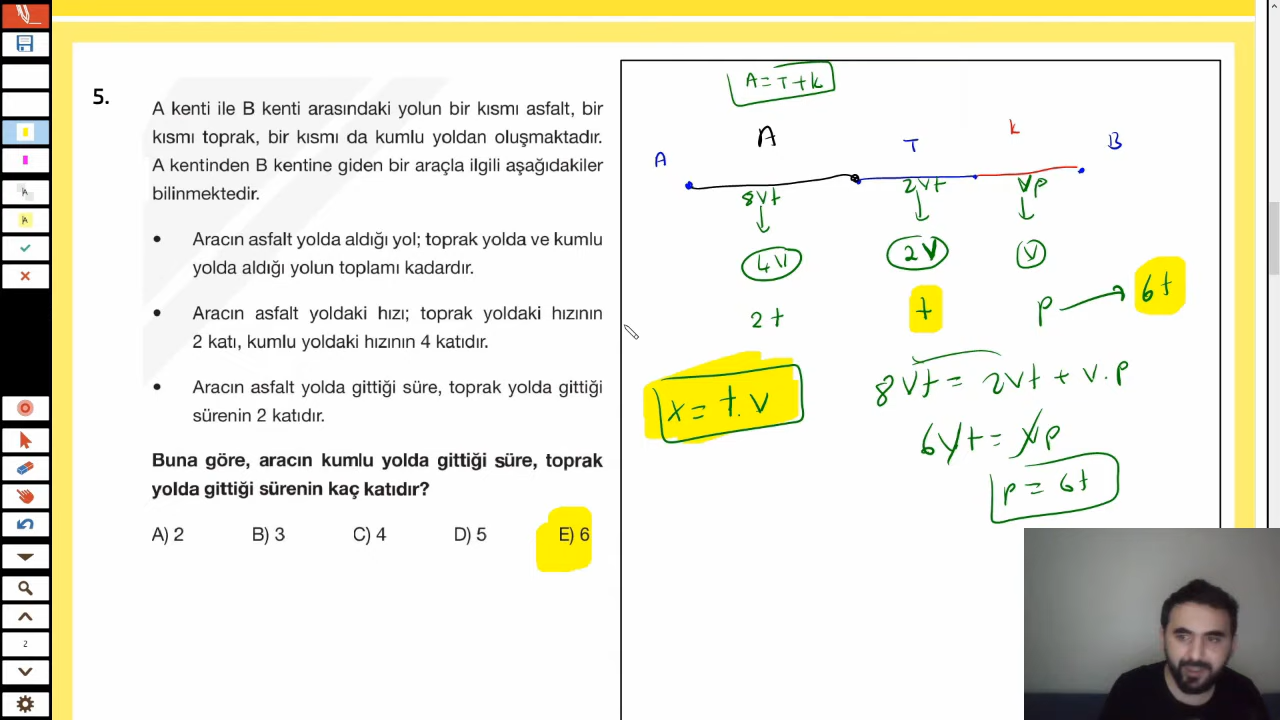 5.
A kenti ile B kenti arasındaki yolun bir kısmı asfalt, bir
kısmı toprak, bir kısmı da kumlu yoldan oluşmaktadır.
A kentinden B kentine giden bir araçla ilgili aşağıdakiler
bilinmektedir.
• Aracın asfalt yolda aldığı yol; toprak yolda ve kumlu
yolda aldığı yolun toplamı kadardır.
• Aracın asfalt yoldaki hızı; toprak yoldaki hızının
2 katı, kumlu yoldaki hızının 4 katıdır.
• Aracın asfalt yolda gittiği süre, toprak yolda gittiği
sürenin 2 katıdır.
Buna göre, aracın kumlu yolda gittiği süre, toprak
yolda gittiği sürenin kaç katıdır?
A) 2 B) 3 C) 4 D) 5 E) 6
A = T + k
A A T k B
8Vt 2Vt Vp
4V 2V V
2t t p → 6t
x = t.v
8Vt = 2Vt + V.p
6Vt = Vp
p = 6t
A
A
2